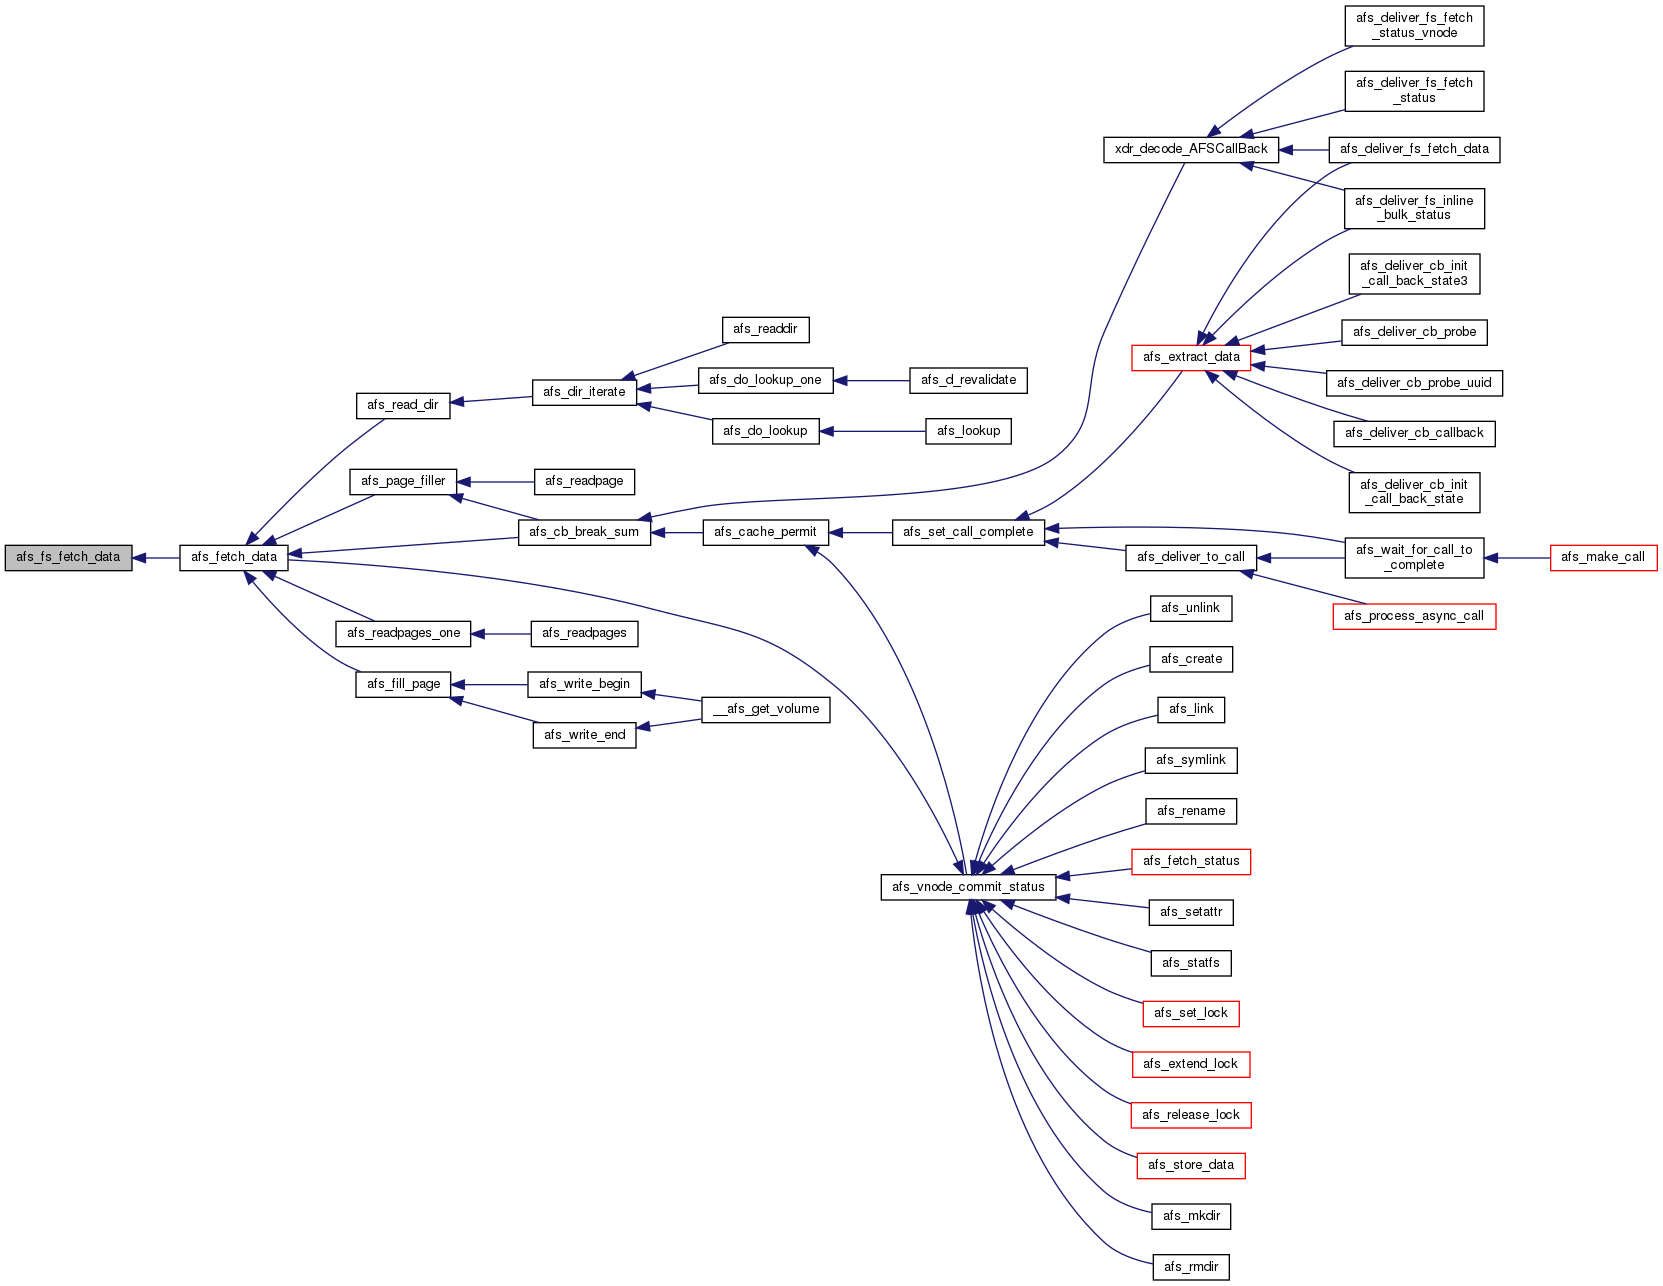 afs_deliver_fs_fetch
_status_vnode
afs_deliver_fs_fetch
_status
xdr_decode_AFSCallBack
afs_deliver_fs_fetch_data
afs_deliver_fs_inline
_bulk_status
afs_deliver_cb_init
_call_back_state3
afs_readdir
afs_deliver_cb_probe
afs_extract_data
afs_do_lookup_one
afs_d_revalidate
afs_deliver_cb_probe_uuid
afs_dir_iterate
afs_read_dir
afs_do_lookup
afs_lookup
afs_deliver_cb_callback
afs_page_filler
afs_readpage
afs_deliver_cb_init
_call_back_state
afs_cb_break_sum
afs_cache_permit
afs_set_call_complete
afs_fs_fetch_data
afs_fetch_data
afs_deliver_to_call
afs_wait_for_call_to
_complete
afs_make_call
afs_unlink
afs_process_async_call
afs_readpages_one
afs_readpages
afs_create
afs_fill_page
afs_write_begin
__afs_get_volume
afs_link
afs_write_end
afs_symlink
afs_rename
afs_fetch_status
afs_vnode_commit_status
afs_setattr
afs_statfs
afs_set_lock
afs_extend_lock
afs_release_lock
afs_store_data
afs_mkdir
afs_rmdir